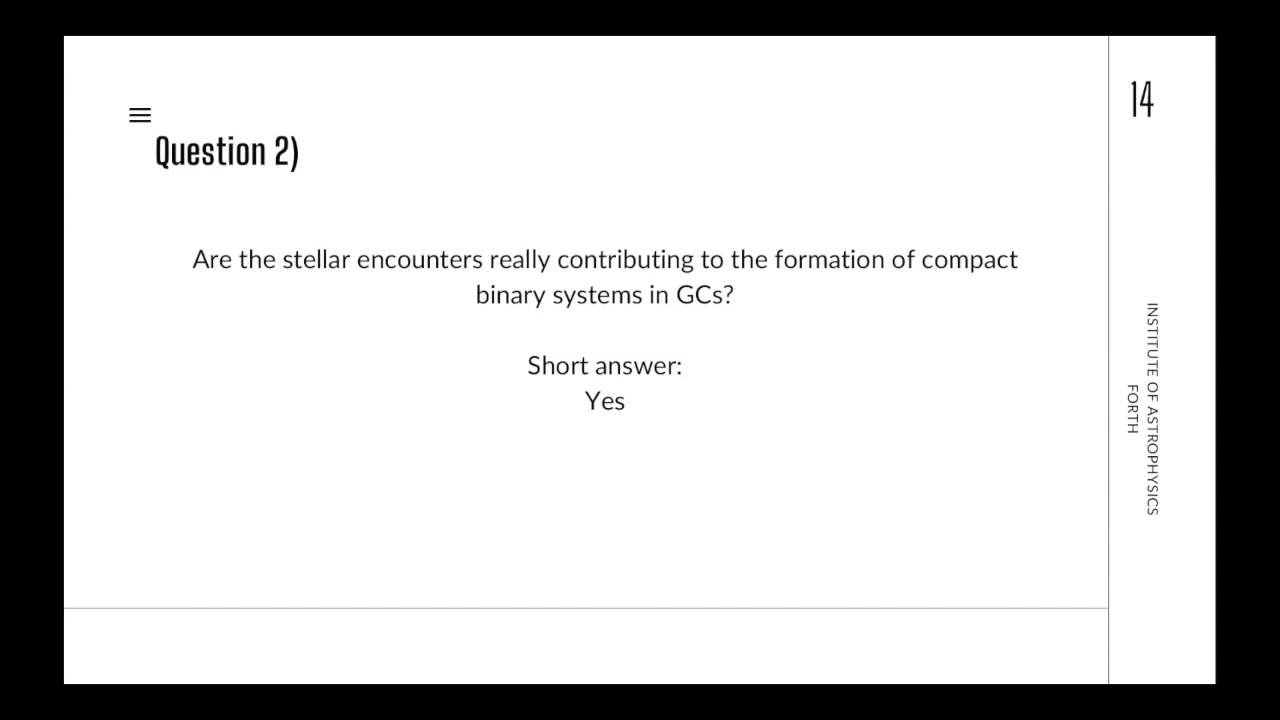 Question 2)
14
Are the stellar encounters really contributing to the formation of compact
binary systems in GCs?
Short answer:
Yes
INSTITUTE OF ASTROPHYSICS
FORTH